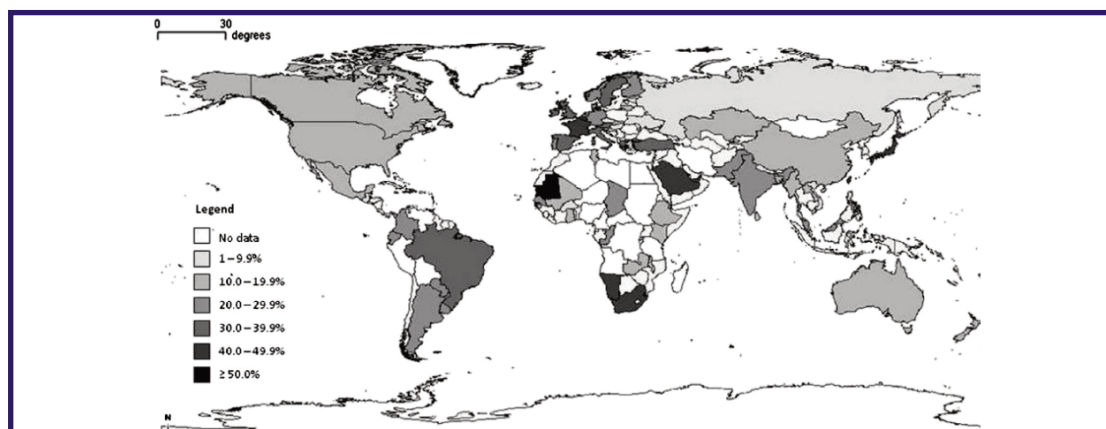 0 30
degrees
Legend
No data
1–9.9%
10.0–19.9%
20.0–29.9%
30.0–39.9%
40.0–49.9%
≥ 50.0%
N